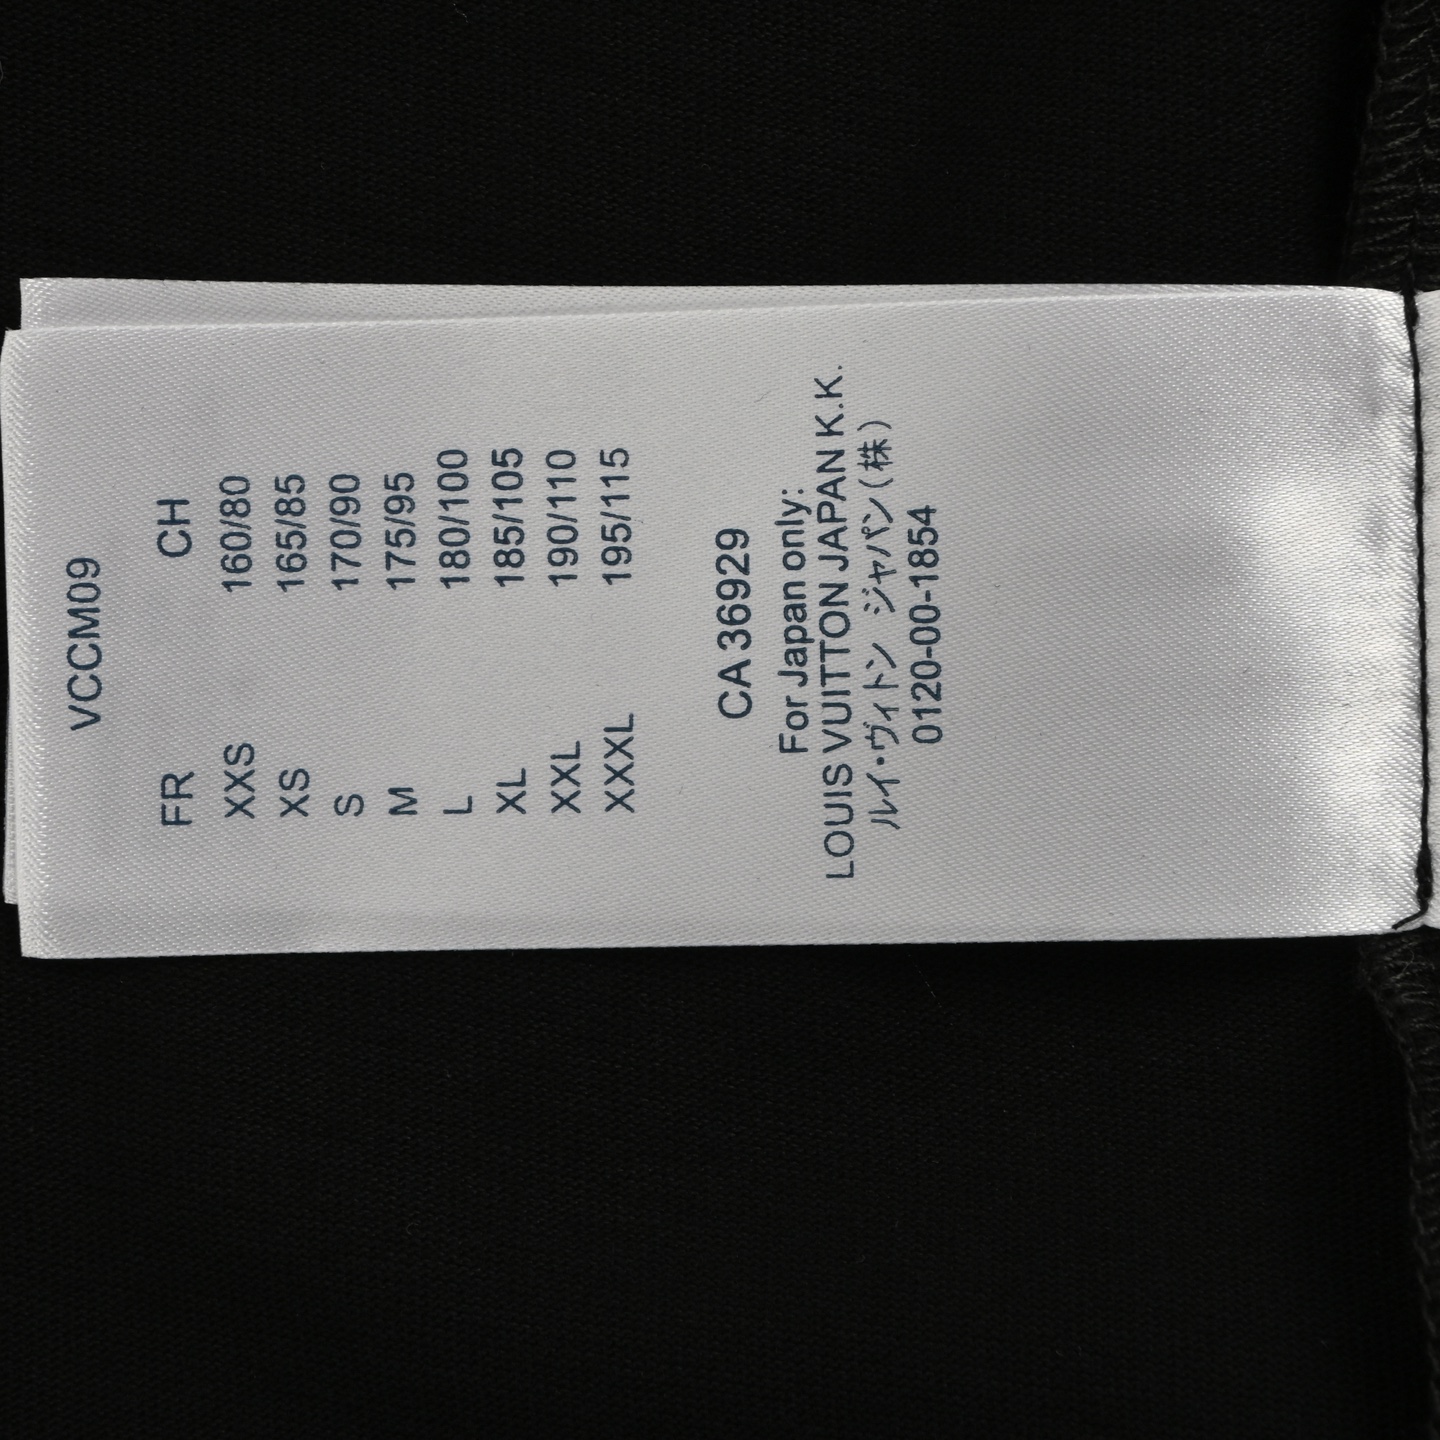 VCCM09
FR CH
XXS 160/80
XS 165/85
S 170/90
M 175/95
L 180/100
XL 185/105
XXL 190/110
XXXL 195/115
CA 36929
For Japan only:
LOUIS VUITTON JAPAN K.K.
ルイ・ヴィトン ジャパン(株)
0120-00-1854